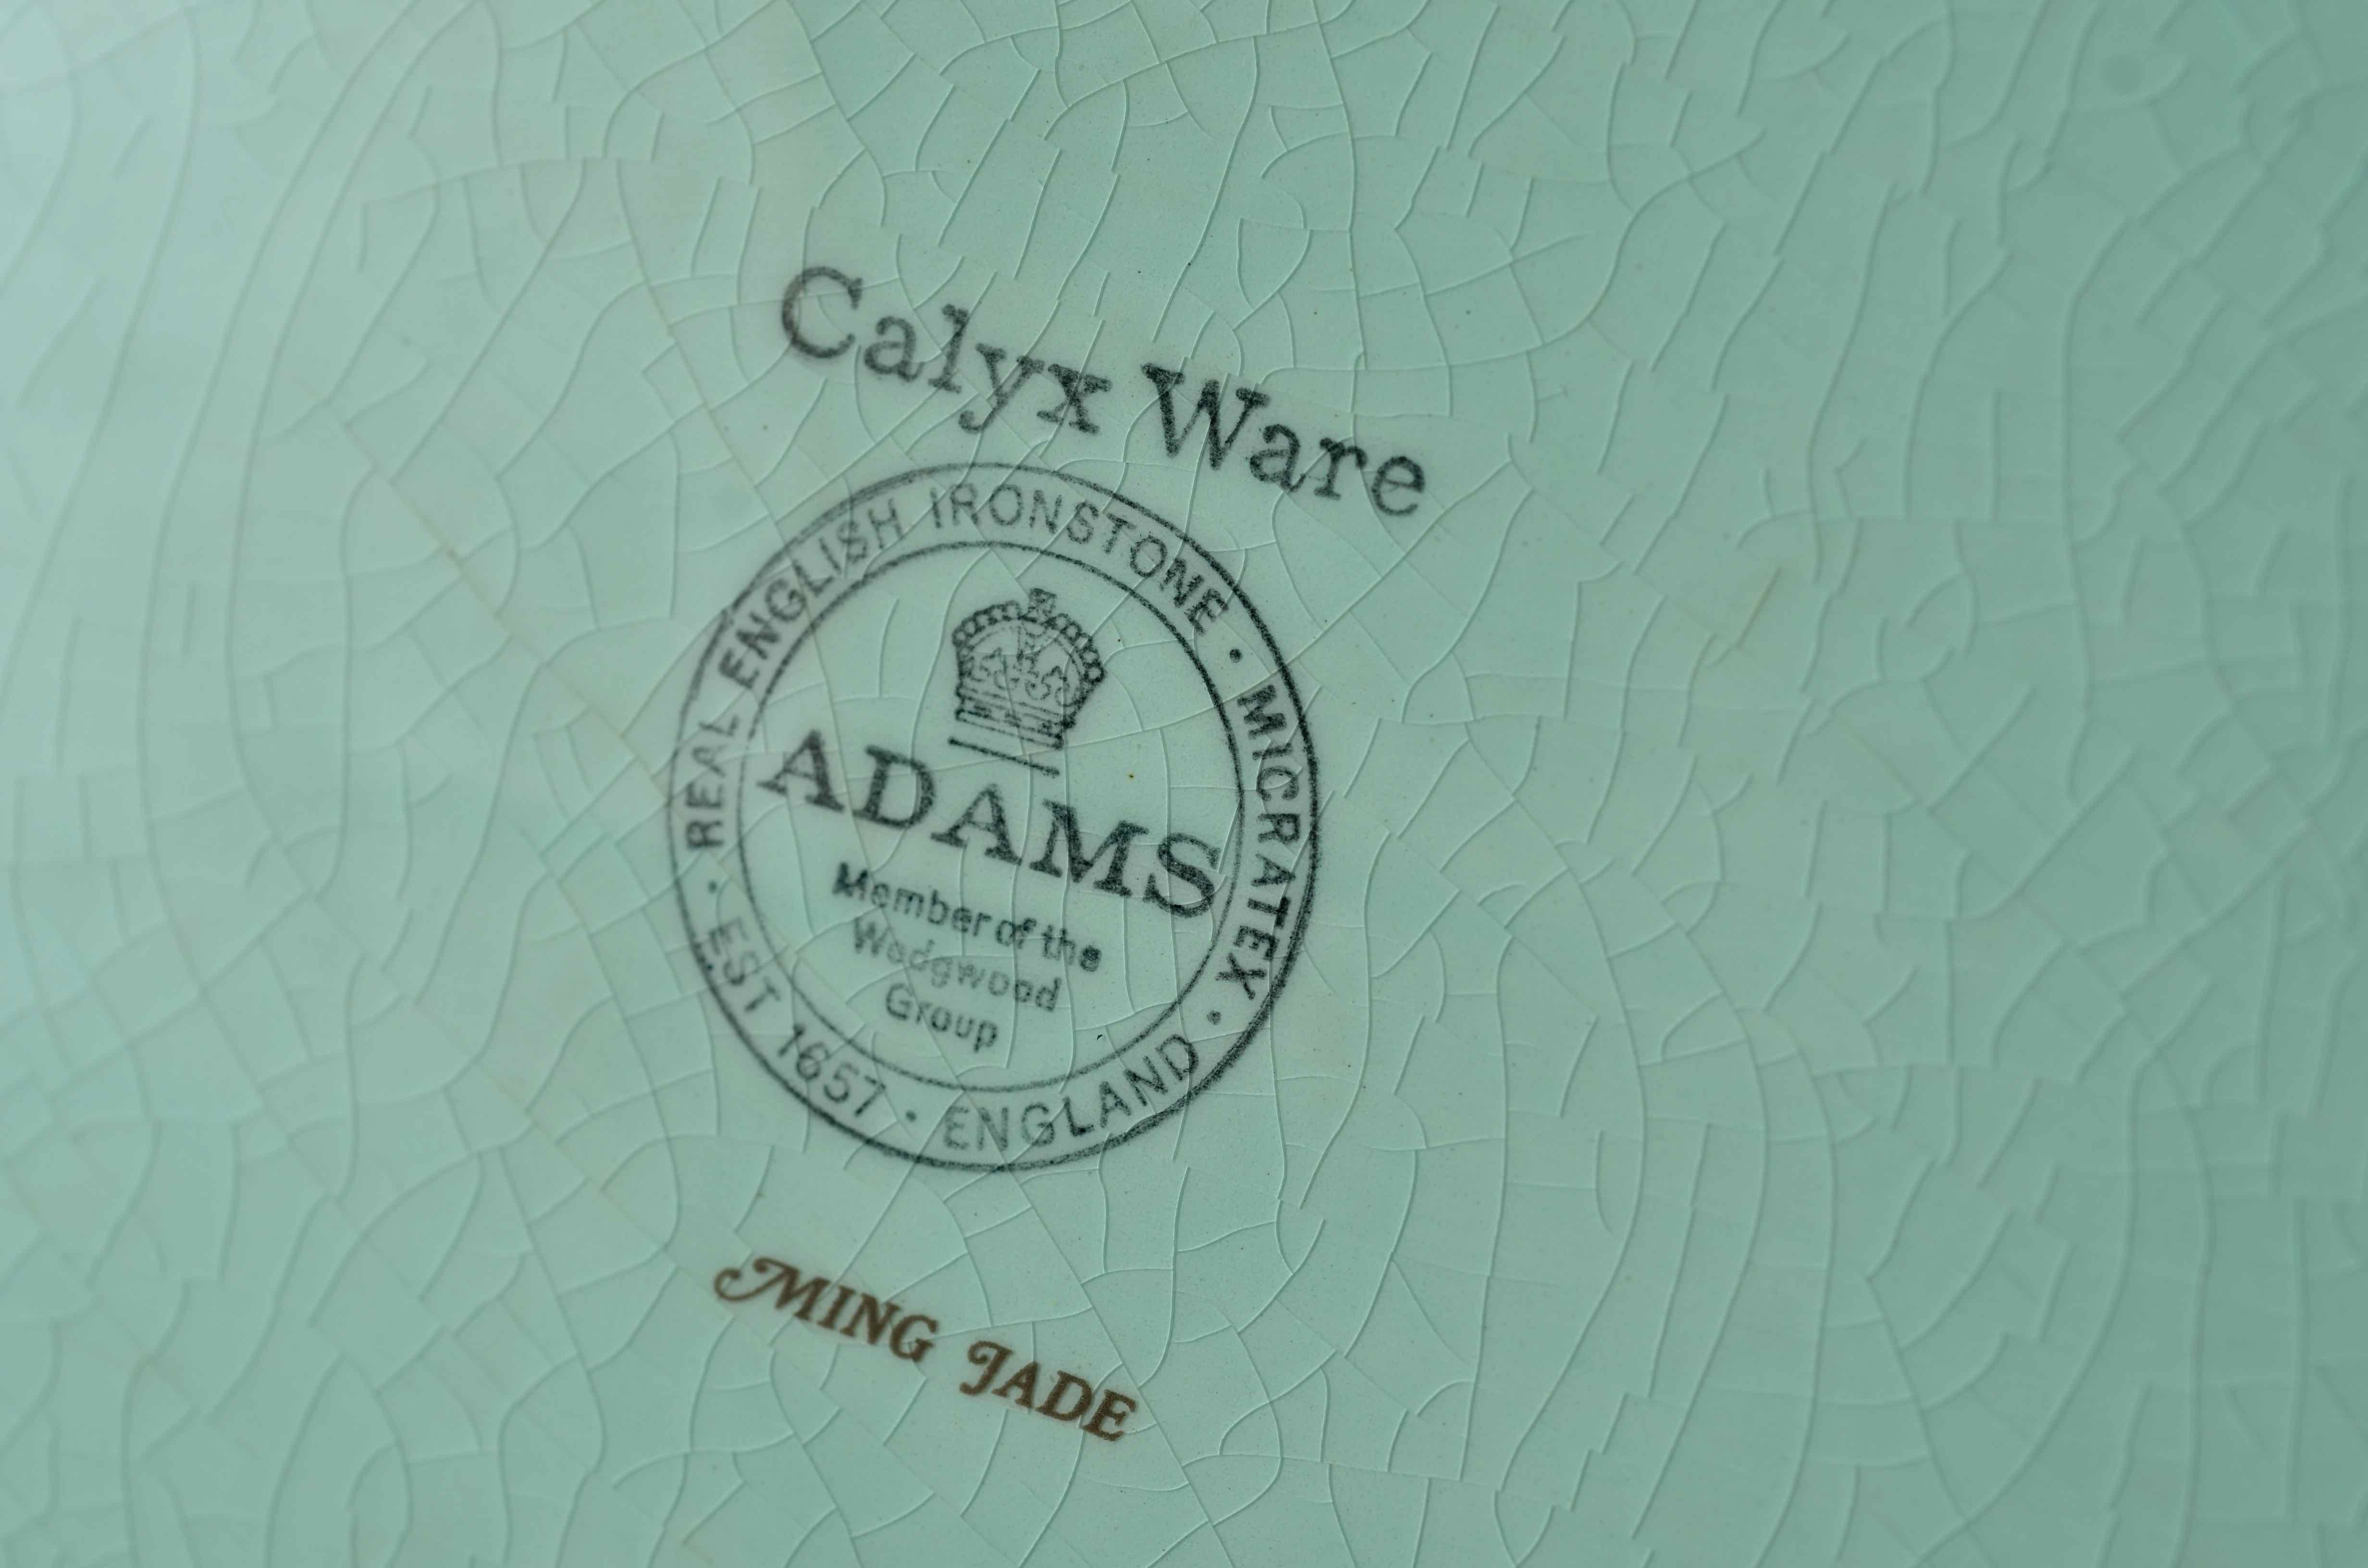 Calyx Ware
REAL ENGLISH IRONSTONE • MICRATEX •
ADAMS
Member of the
Wedgwood
Group
EST 1657 • ENGLAND
MING JADE